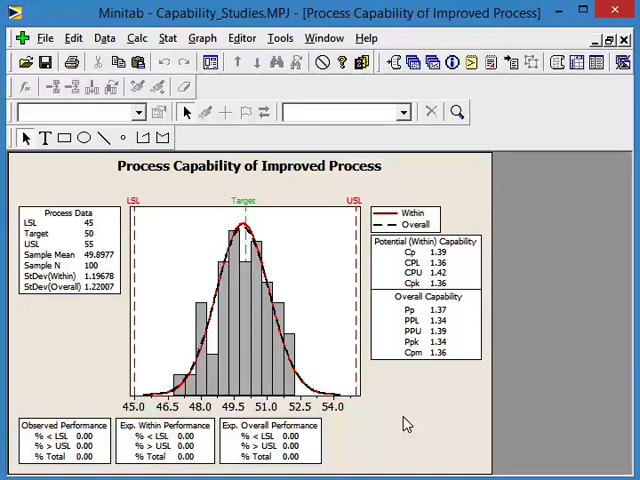 Minitab - Capability_Studies.MPJ - [Process Capability of Improved Process]
File Edit Data Calc Stat Graph Editor Tools Window Help
Process Capability of Improved Process
LSL Target USL
Process Data
LSL 45
Target 50
USL 55
Sample Mean 49.8977
Sample N 100
StDev(Within) 1.19678
StDev(Overall) 1.22007
Within
Overall
Potential (Within) Capability
Cp 1.39
CPL 1.36
CPU 1.42
Cpk 1.36
Overall Capability
Pp 1.37
PPL 1.34
PPU 1.39
Ppk 1.34
Cpm 1.36
45.0 46.5 48.0 49.5 51.0 52.5 54.0
Observed Performance
% < LSL 0.00
% > USL 0.00
% Total 0.00
Exp. Within Performance
% < LSL 0.00
% > USL 0.00
% Total 0.00
Exp. Overall Performance
% < LSL 0.00
% > USL 0.00
% Total 0.00